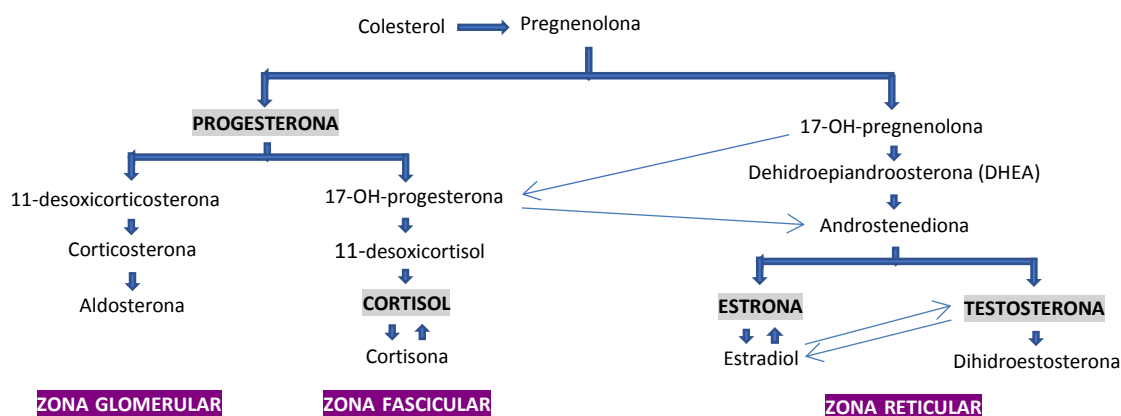 Colesterol
Pregnenolona
PROGESTERONA
17-OH-pregnenolona
Dehidroepiandroosterona (DHEA)
11-desoxicorticosterona
17-OH-progesterona
Androstenediona
Corticosterona
11-desoxicortisol
Aldosterona
CORTISOL
ESTRONA
TESTOSTERONA
Cortisona
Estradiol
Dihidroestosterona
ZONA GLOMERULAR
ZONA FASCICULAR
ZONA RETICULAR